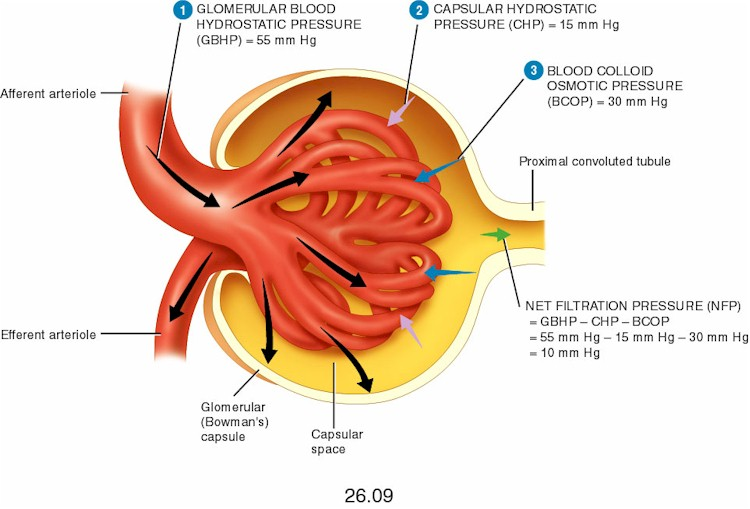 1 GLOMERULAR BLOOD
HYDROSTATIC PRESSURE
(GBHP) = 55 mm Hg
2 CAPSULAR HYDROSTATIC
PRESSURE (CHP) = 15 mm Hg
3 BLOOD COLLOID
OSMOTIC PRESSURE
(BCOP) = 30 mm Hg
Afferent arteriole
Proximal convoluted tubule
NET FILTRATION PRESSURE (NFP)
= GBHP – CHP – BCOP
= 55 mm Hg – 15 mm Hg – 30 mm Hg
= 10 mm Hg
Efferent arteriole
Glomerular
(Bowman's)
capsule
Capsular
space
26.09